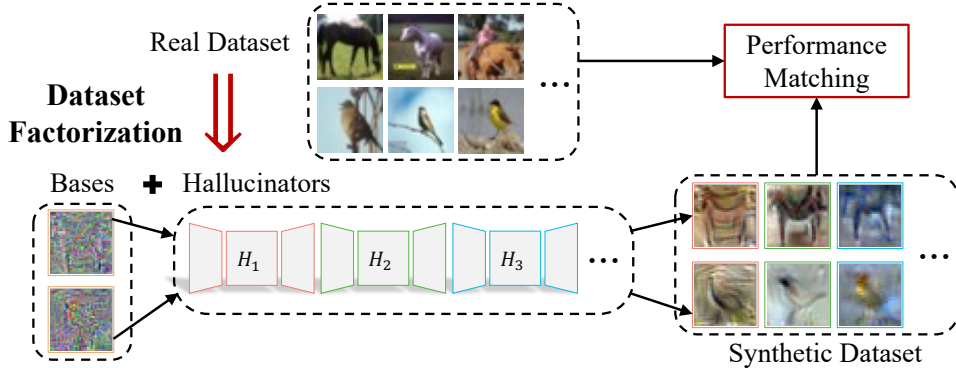 Real Dataset
Performance
Matching
Dataset
Factorization
Bases + Hallucinators
H1
H2
H3
...
Synthetic Dataset